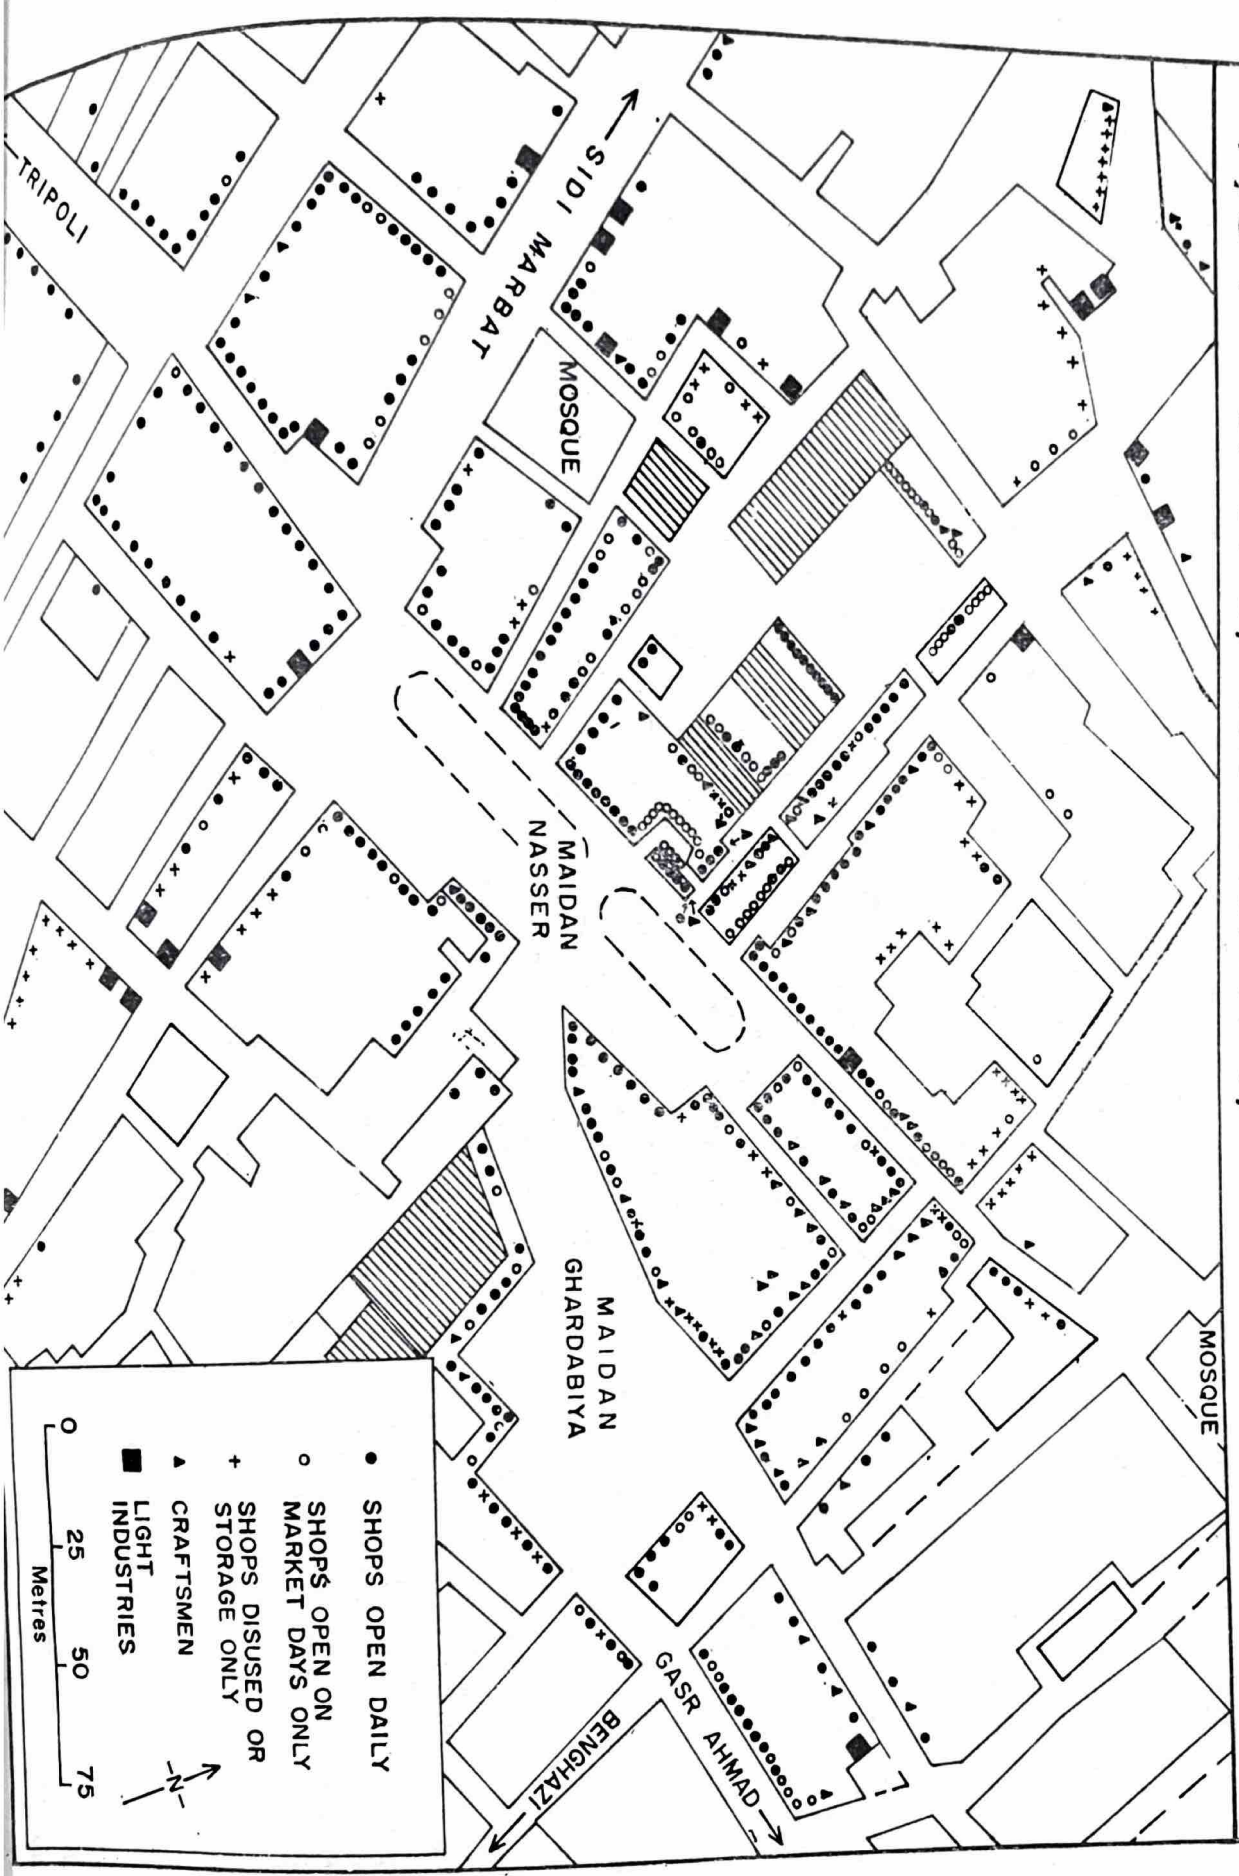 TRIPOLI
SIDI MARBAT
MOSQUE
MAIDAN
NASSER
MAIDAN
GHARDABIYA
MOSQUE
GASR AHMAD
BENGHAZI
SHOPS OPEN DAILY
SHOPS OPEN ON
MARKET DAYS ONLY
SHOPS DISUSED OR
STORAGE ONLY
CRAFTSMEN
LIGHT
INDUSTRIES
0 25 50 75
Metres
-N-